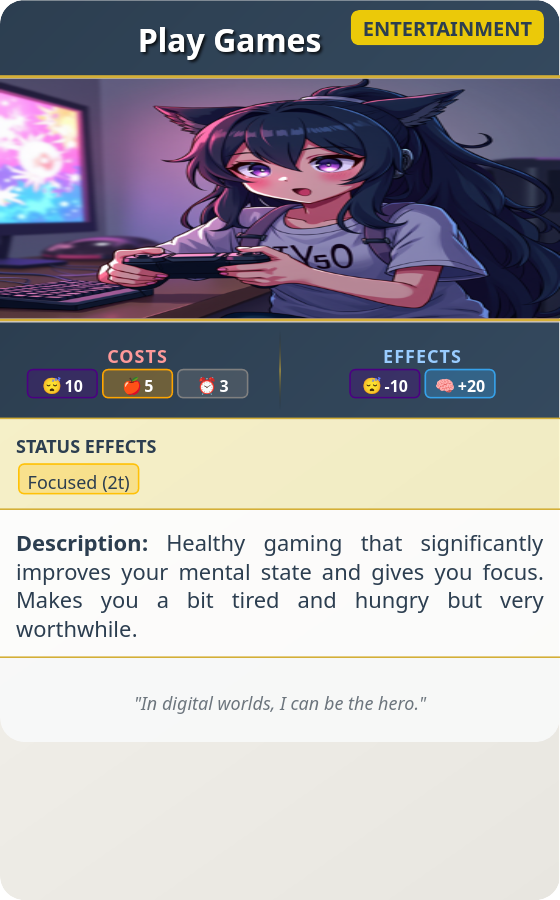 Play Games
ENTERTAINMENT
TY50
COSTS
😴 10 🍎 5 ⏰ 3
EFFECTS
😴 -10 🧠 +20
STATUS EFFECTS
Focused (2t)
Description: Healthy gaming that significantly
improves your mental state and gives you focus.
Makes you a bit tired and hungry but very
worthwhile.
"In digital worlds, I can be the hero."